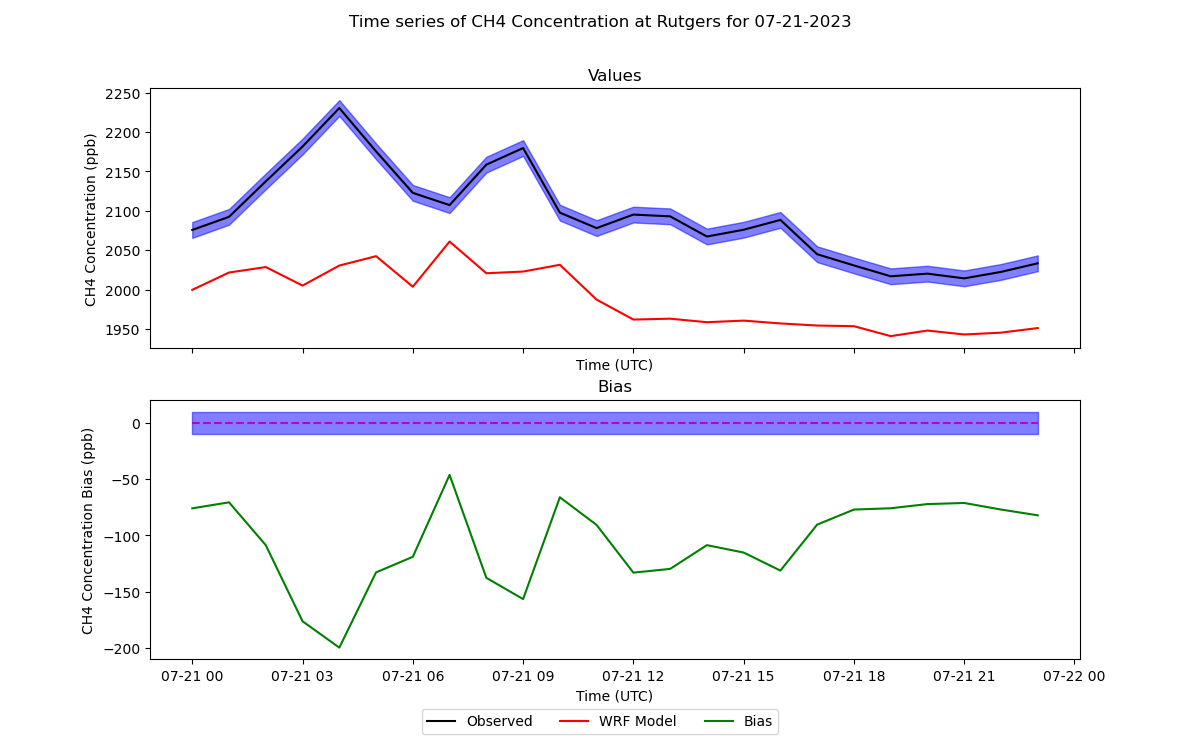 Time series of CH4 Concentration at Rutgers for 07-21-2023
Values
CH4 Concentration (ppb)
2250
2200
2150
2100
2050
2000
1950
Time (UTC)
Bias
CH4 Concentration Bias (ppb)
0
−50
−100
−150
−200
07-21 00 07-21 03 07-21 06 07-21 09 07-21 12 07-21 15 07-21 18 07-21 21 07-22 00
Time (UTC)
Observed WRF Model Bias